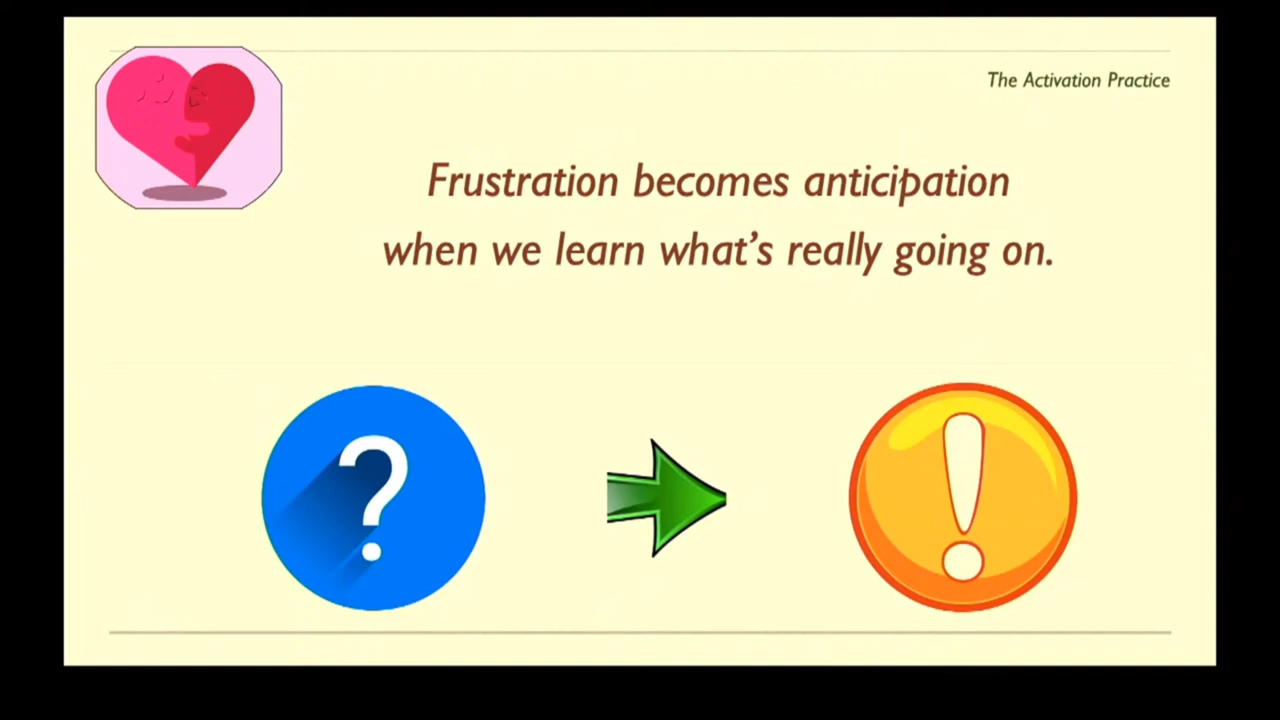 The Activation Practice
Frustration becomes anticipation
when we learn what’s really going on.
?
!